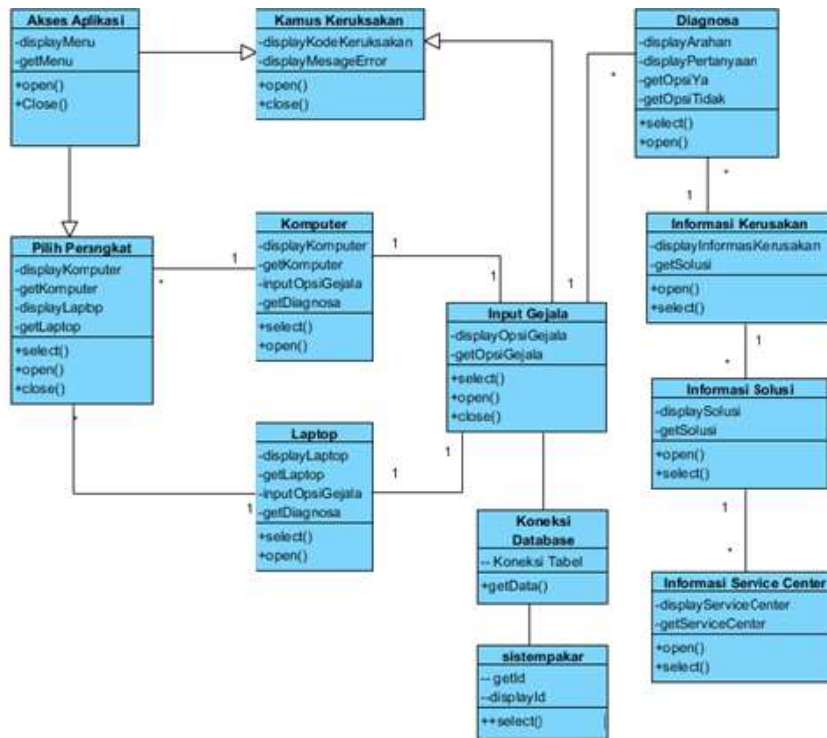 Akses Aplikasi
-displayMenu
-getMenu
+open()
+Close()
Kamus Keruksakan
-displayKodeKeruksakan
-displayMesageError
+open()
+close()
Diagnosa
-displayArahan
-displayPertanyaan
-getOpsiYa
-getOpsiTidak
+select()
+open()
*
1
*
1
Pilih Perangkat
-displayKomputer
-getKomputer
-displayLaptop
-getLaptop
+select()
+open()
+close()
*
1
*
1
Komputer
-displayKomputer
-getKomputer
-inputOpsiGejala
-getDiagnosa
+select()
+open()
1
1
Informasi Kerusakan
-displayInformasiKerusakan
-getSolusi
+open()
+select()
1
*
Input Gejala
-displayOpsiGejala
-getOpsiGejala
+select()
+open()
+close()
Informasi Solusi
-displaySolusi
-getSolusi
+open()
+select()
1
*
Laptop
-displayLaptop
-getLaptop
-inputOpsiGejala
-getDiagnosa
+select()
+open()
1
1
Koneksi
Database
-- Koneksi Tabel
+getData()
Informasi Service Center
-displayServiceCenter
-getServiceCenter
+open()
+select()
sistempakar
-- getId
--displayId
++select() (